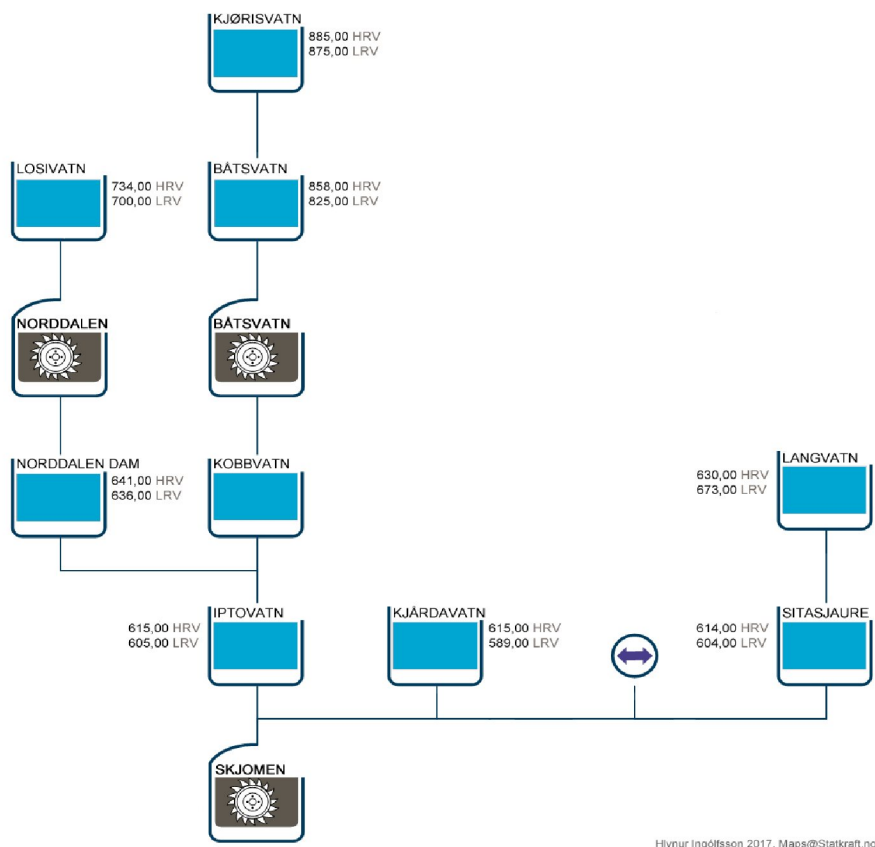 KJØRISVATN
885,00 HRV
875,00 LRV
LOSIVATN
734,00 HRV
700,00 LRV
BÅTSVATN
858,00 HRV
825,00 LRV
NORDDALEN
BÅTSVATN
NORDDALEN DAM
641,00 HRV
636,00 LRV
KOBBVATN
LANGVATN
630,00 HRV
673,00 LRV
IPTOVATN
615,00 HRV
605,00 LRV
KJÅRDAVATN
615,00 HRV
589,00 LRV
SITASJAURE
614,00 HRV
604,00 LRV
SKJOMEN
Hlynur Ingólfsson 2017, Maps@Statkraft.no